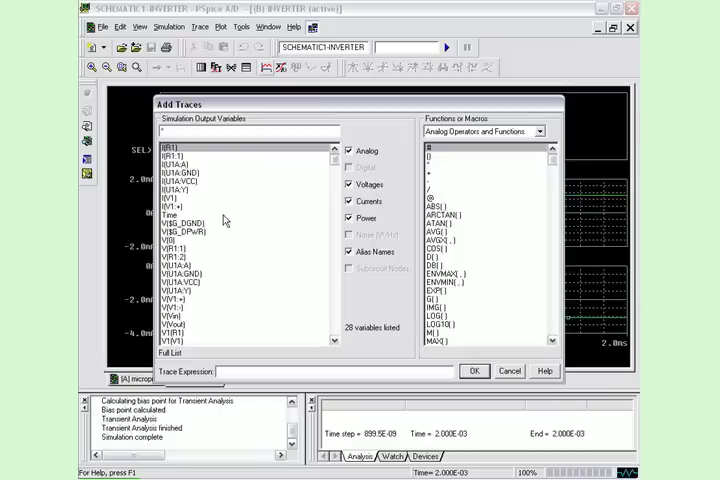 SCHEMATIC1-INVERTER - PSpice A/D - [(B) INVERTER (active)]
File Edit View Simulation Trace Plot Tools Window Help
SCHEMATIC1-INVERTER
Add Traces
Simulation Output Variables
*
I(R1)
I(R1:1)
I(U1A:A)
I(U1A:GND)
I(U1A:VCC)
I(U1A:Y)
I(V1)
I(V1:+)
Time
V($G_DGND)
V($G_DPWR)
V(0)
V(R1:1)
V(R1:2)
V(U1A:A)
V(U1A:GND)
V(U1A:VCC)
V(U1A:Y)
V(V1:+)
V(V1:-)
V(Vin)
V(Vout)
V1(R1)
V1(V1)
Full List
Analog
Digital
Voltages
Currents
Power
Noise (V²/Hz)
Alias Names
Subcircuit Nodes
28 variables listed
Functions or Macros
Analog Operators and Functions
#
()
*
+
-
/
@
ABS( )
ARCTAN( )
ATAN( )
AVG( )
AVGX( , )
COS( )
D( )
DB( )
ENVMAX( , )
ENVMIN( , )
EXP( )
G( )
IMG( )
LOG( )
LOG10( )
M( )
MAX( )
Trace Expression:
OK Cancel Help
SEL>
2.0m
-2.0m
-2.0m
-4.0m
2.0ms
[A] microp
Calculating bias point for Transient Analysis
Bias point calculated
Transient Analysis
Transient Analysis finished
Simulation complete
Time step = 899.5E-09 Time = 2.000E-03 End = 2.000E-03
Analysis Watch Devices
For Help, press F1
Time= 2.000E-03 100%